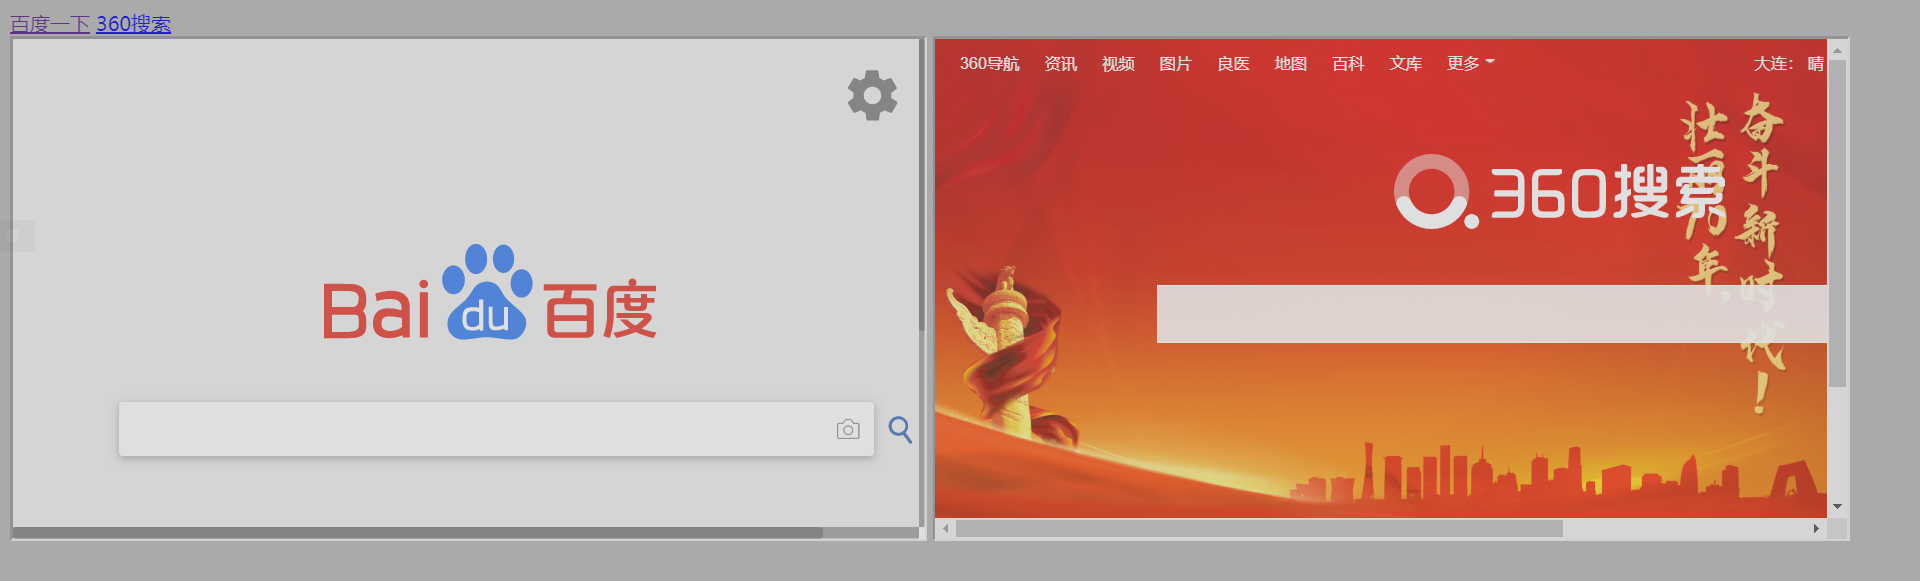 百度一下 360搜索
Bai du 百度
360导航 资讯 视频 图片 良医 地图 百科 文库 更多 大连： 晴
360搜索
奋斗新时代！
壮丽70年，